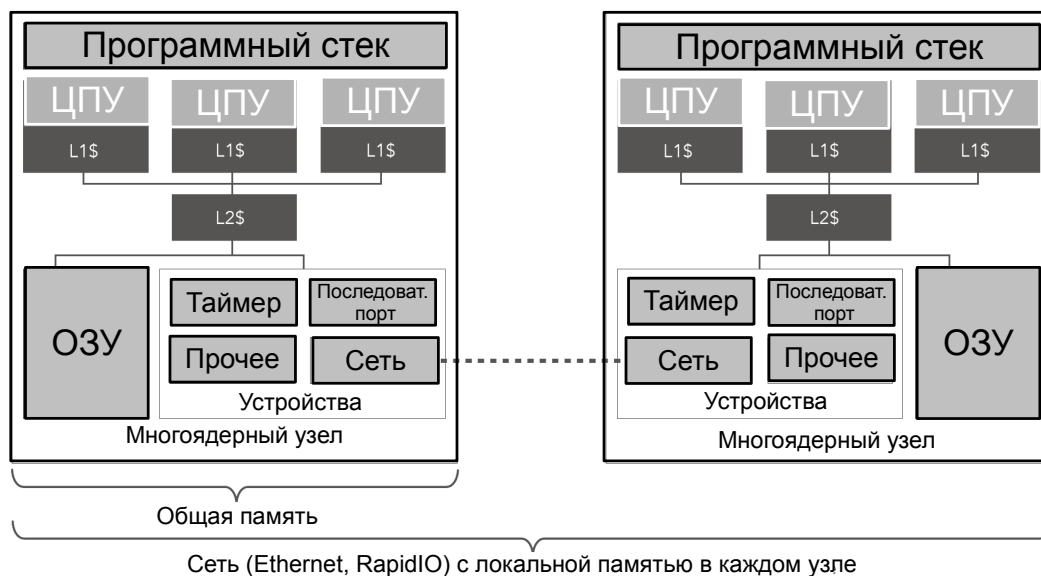 Программный стек
ЦПУ ЦПУ ЦПУ
L1$ L1$ L1$
L2$
ОЗУ
Таймер
Последоват.
порт
Прочее
Сеть
Устройства
Многоядерный узел
Программный стек
ЦПУ ЦПУ ЦПУ
L1$ L1$ L1$
L2$
Таймер
Последоват.
порт
Сеть
Прочее
Устройства
ОЗУ
Многоядерный узел
Общая память
Сеть (Ethernet, RapidIO) с локальной памятью в каждом узле